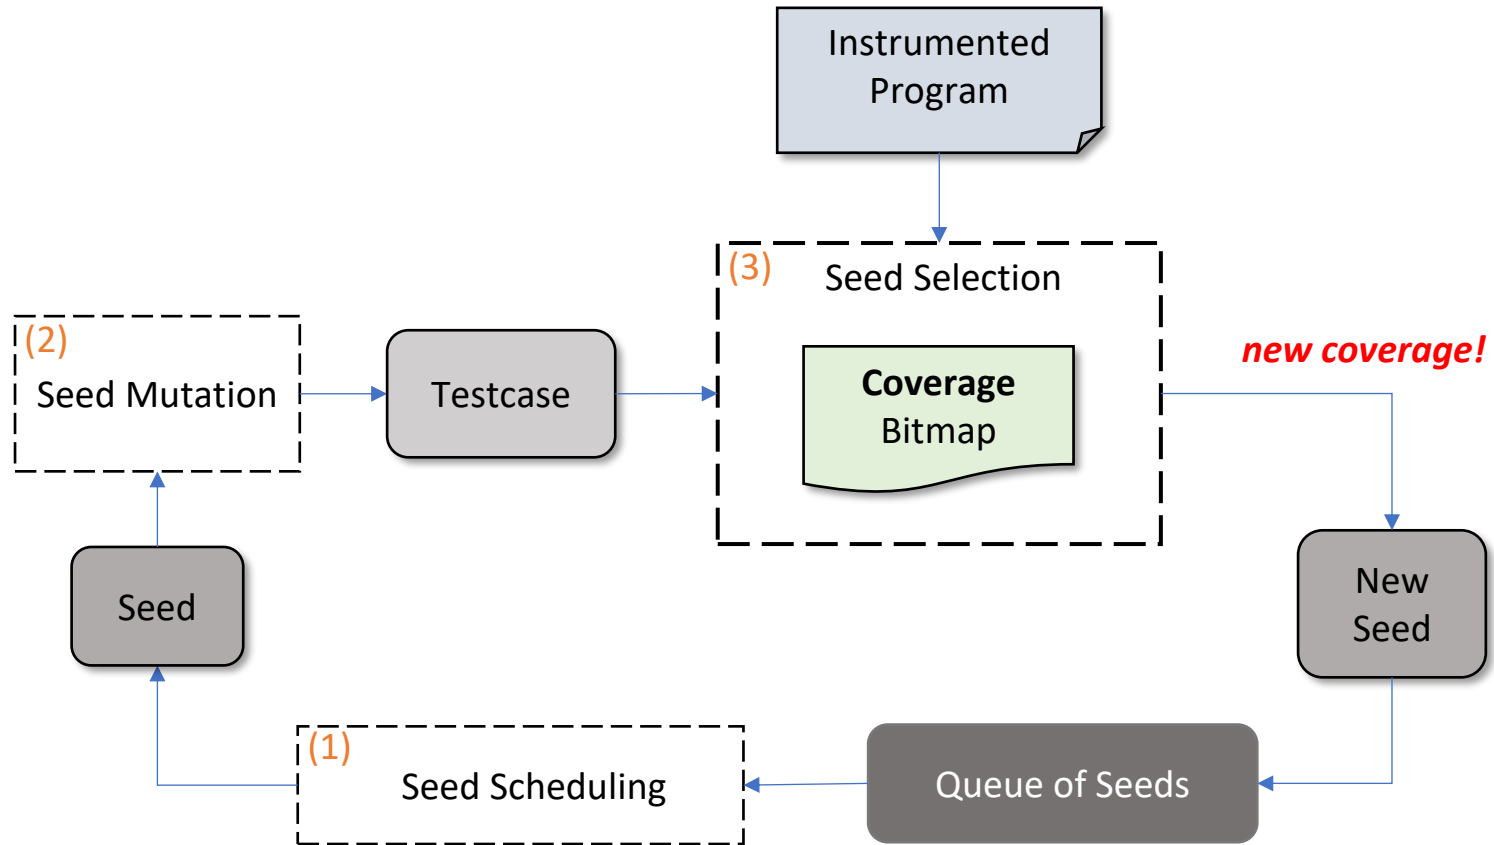 Instrumented
Program
(3)
Seed Selection
Coverage
Bitmap
new coverage!
(2)
Seed Mutation
Testcase
Seed
New
Seed
(1)
Seed Scheduling
Queue of Seeds